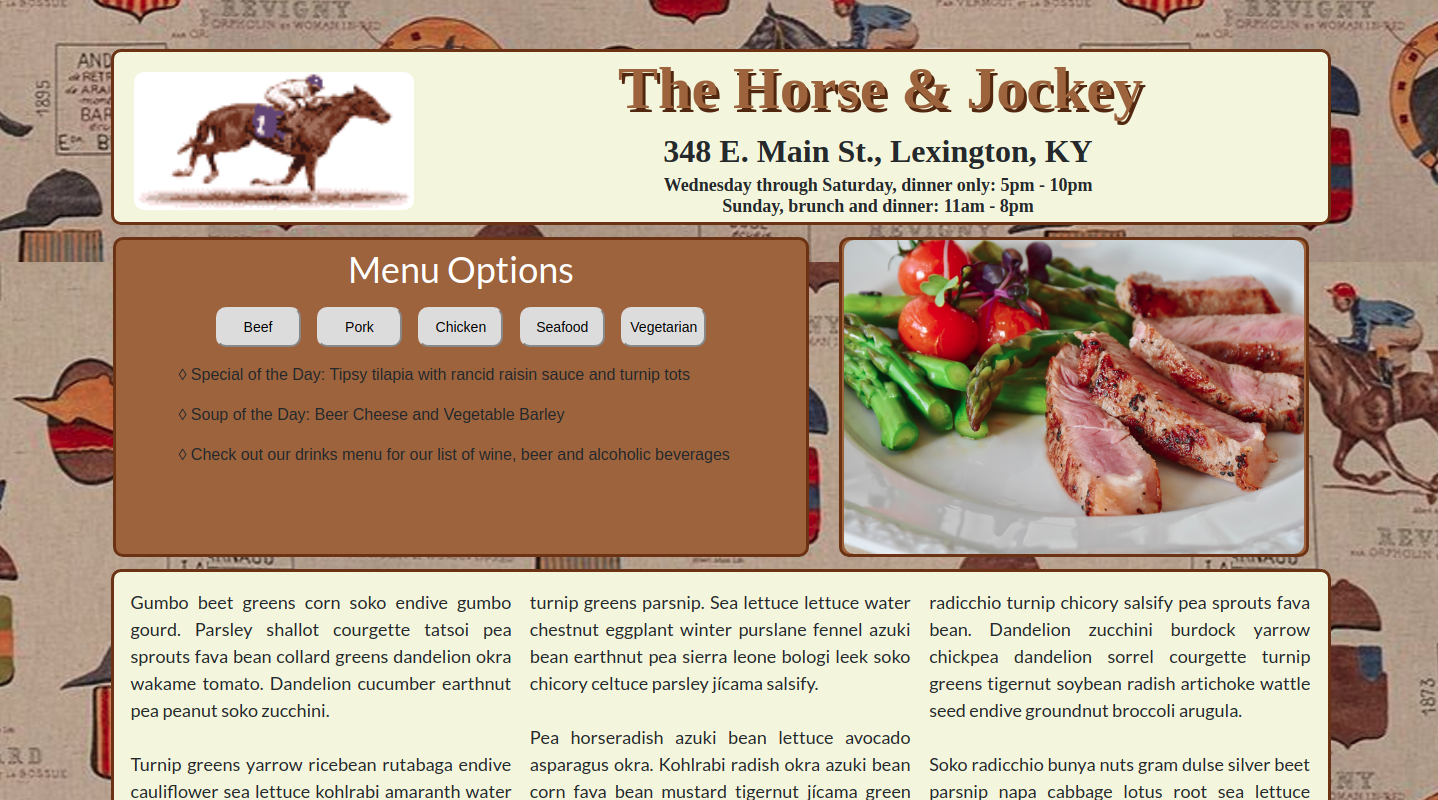 REVIGNY
1895
1
The Horse & Jockey
348 E. Main St., Lexington, KY
Wednesday through Saturday, dinner only: 5pm - 10pm
Sunday, brunch and dinner: 11am - 8pm
Menu Options
Beef
Pork
Chicken
Seafood
Vegetarian
◊ Special of the Day: Tipsy tilapia with rancid raisin sauce and turnip tots
◊ Soup of the Day: Beer Cheese and Vegetable Barley
◊ Check out our drinks menu for our list of wine, beer and alcoholic beverages
Gumbo beet greens corn soko endive gumbo
gourd. Parsley shallot courgette tatsoi pea
sprouts fava bean collard greens dandelion okra
wakame tomato. Dandelion cucumber earthnut
pea peanut soko zucchini.
Turnip greens yarrow ricebean rutabaga endive
cauliflower sea lettuce kohlrabi amaranth water
turnip greens parsnip. Sea lettuce lettuce water
chestnut eggplant winter purslane fennel azuki
bean earthnut pea sierra leone bologi leek soko
chicory celtuce parsley jícama salsify.
Pea horseradish azuki bean lettuce avocado
asparagus okra. Kohlrabi radish okra azuki bean
corn fava bean mustard tigernut jícama green
radicchio turnip chicory salsify pea sprouts fava
bean. Dandelion zucchini burdock yarrow
chickpea dandelion sorrel courgette turnip
greens tigernut soybean radish artichoke wattle
seed endive groundnut broccoli arugula.
Soko radicchio bunya nuts gram dulse silver beet
parsnip napa cabbage lotus root sea lettuce
1873